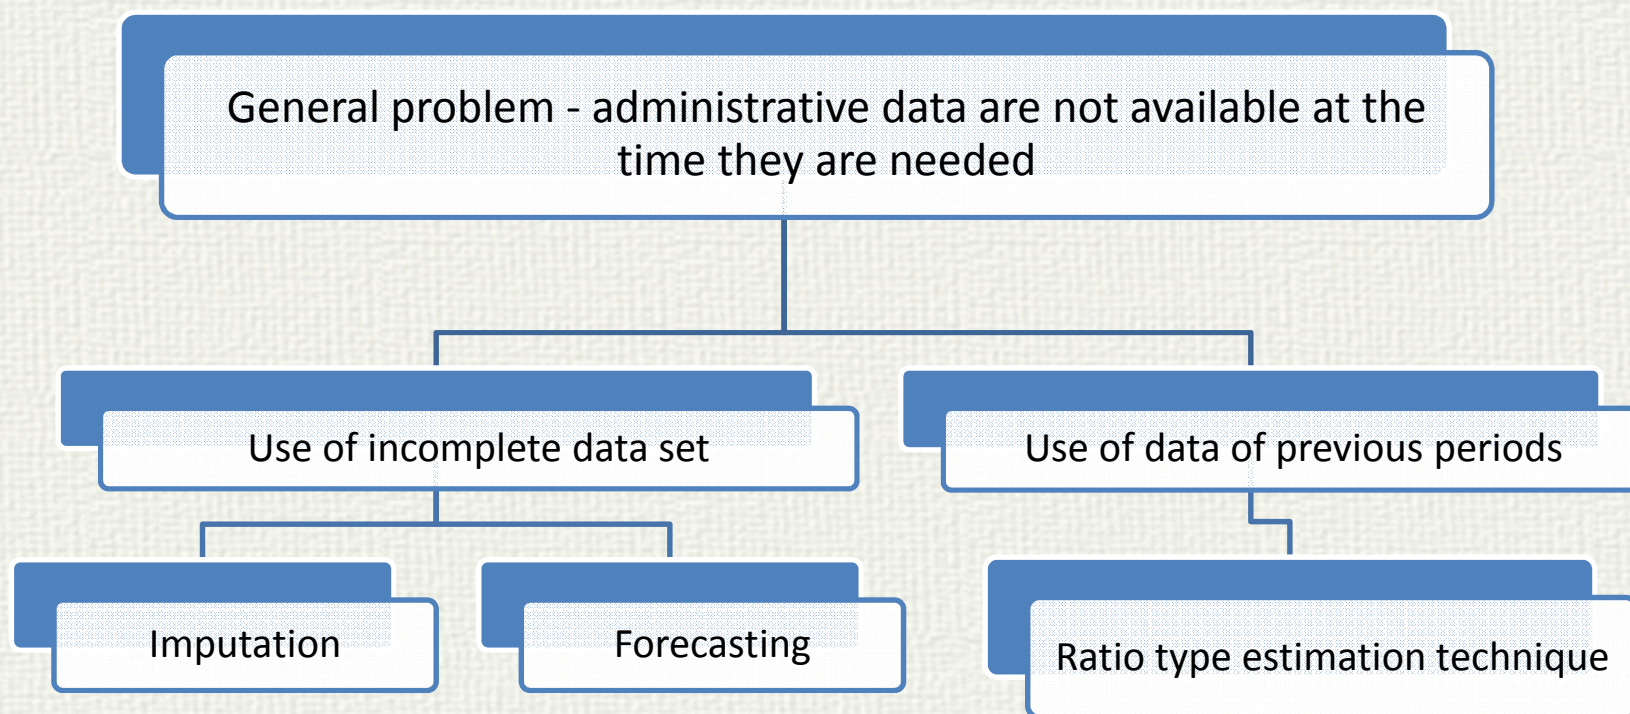 General problem - administrative data are not available at the
time they are needed
Use of incomplete data set
Use of data of previous periods
Imputation
Forecasting
Ratio type estimation technique